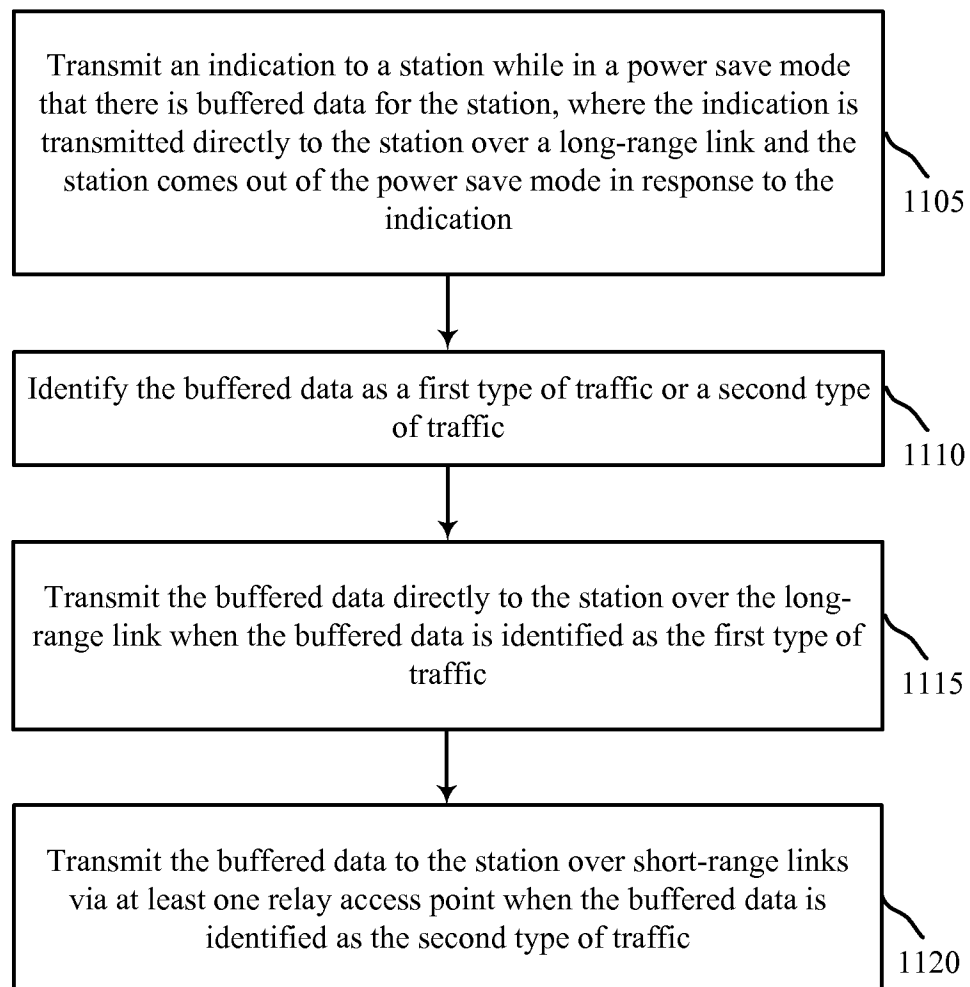 Transmit an indication to a station while in a power save mode
that there is buffered data for the station, where the indication is
transmitted directly to the station over a long-range link and the
station comes out of the power save mode in response to the
indication
1105
Identify the buffered data as a first type of traffic or a second type
of traffic
1110
Transmit the buffered data directly to the station over the long-
range link when the buffered data is identified as the first type of
traffic
1115
Transmit the buffered data to the station over short-range links
via at least one relay access point when the buffered data is
identified as the second type of traffic
1120